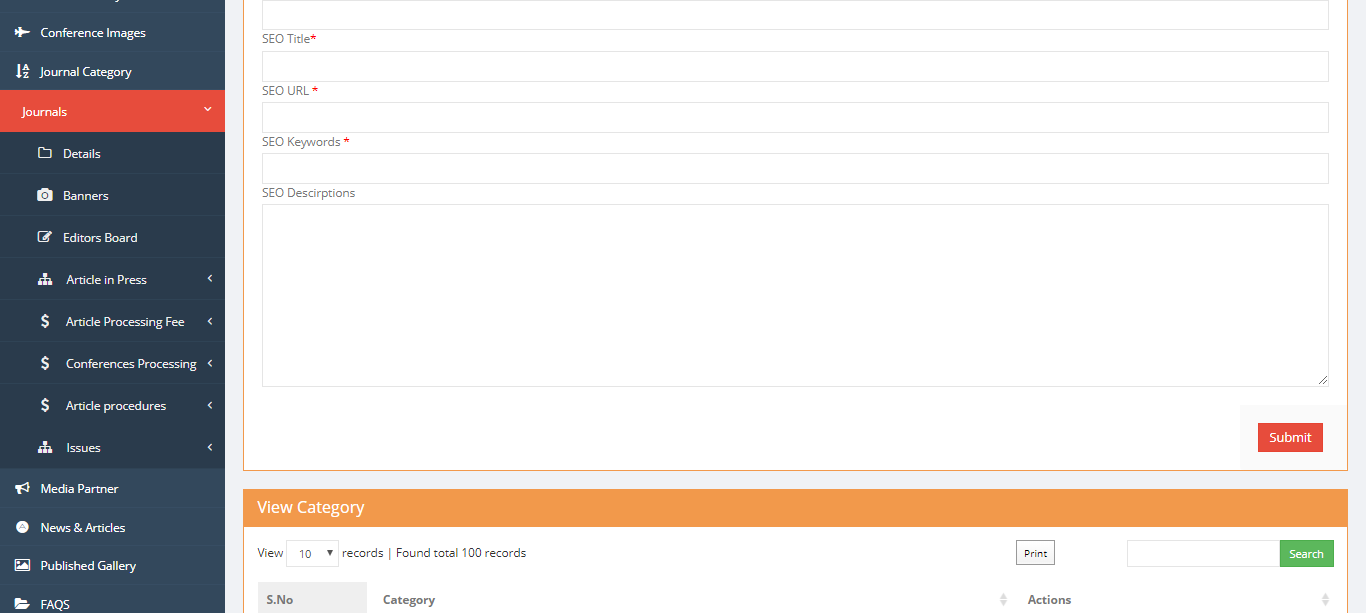 Conference Images
Journal Category
Journals
Details
Banners
Editors Board
Article in Press
Article Processing Fee
Conferences Processing
Article procedures
Issues
Media Partner
News & Articles
Published Gallery
FAQS
SEO Title*
SEO URL *
SEO Keywords *
SEO Descirptions
Submit
View Category
View 10 records | Found total 100 records
Print
Search
S.No Category Actions